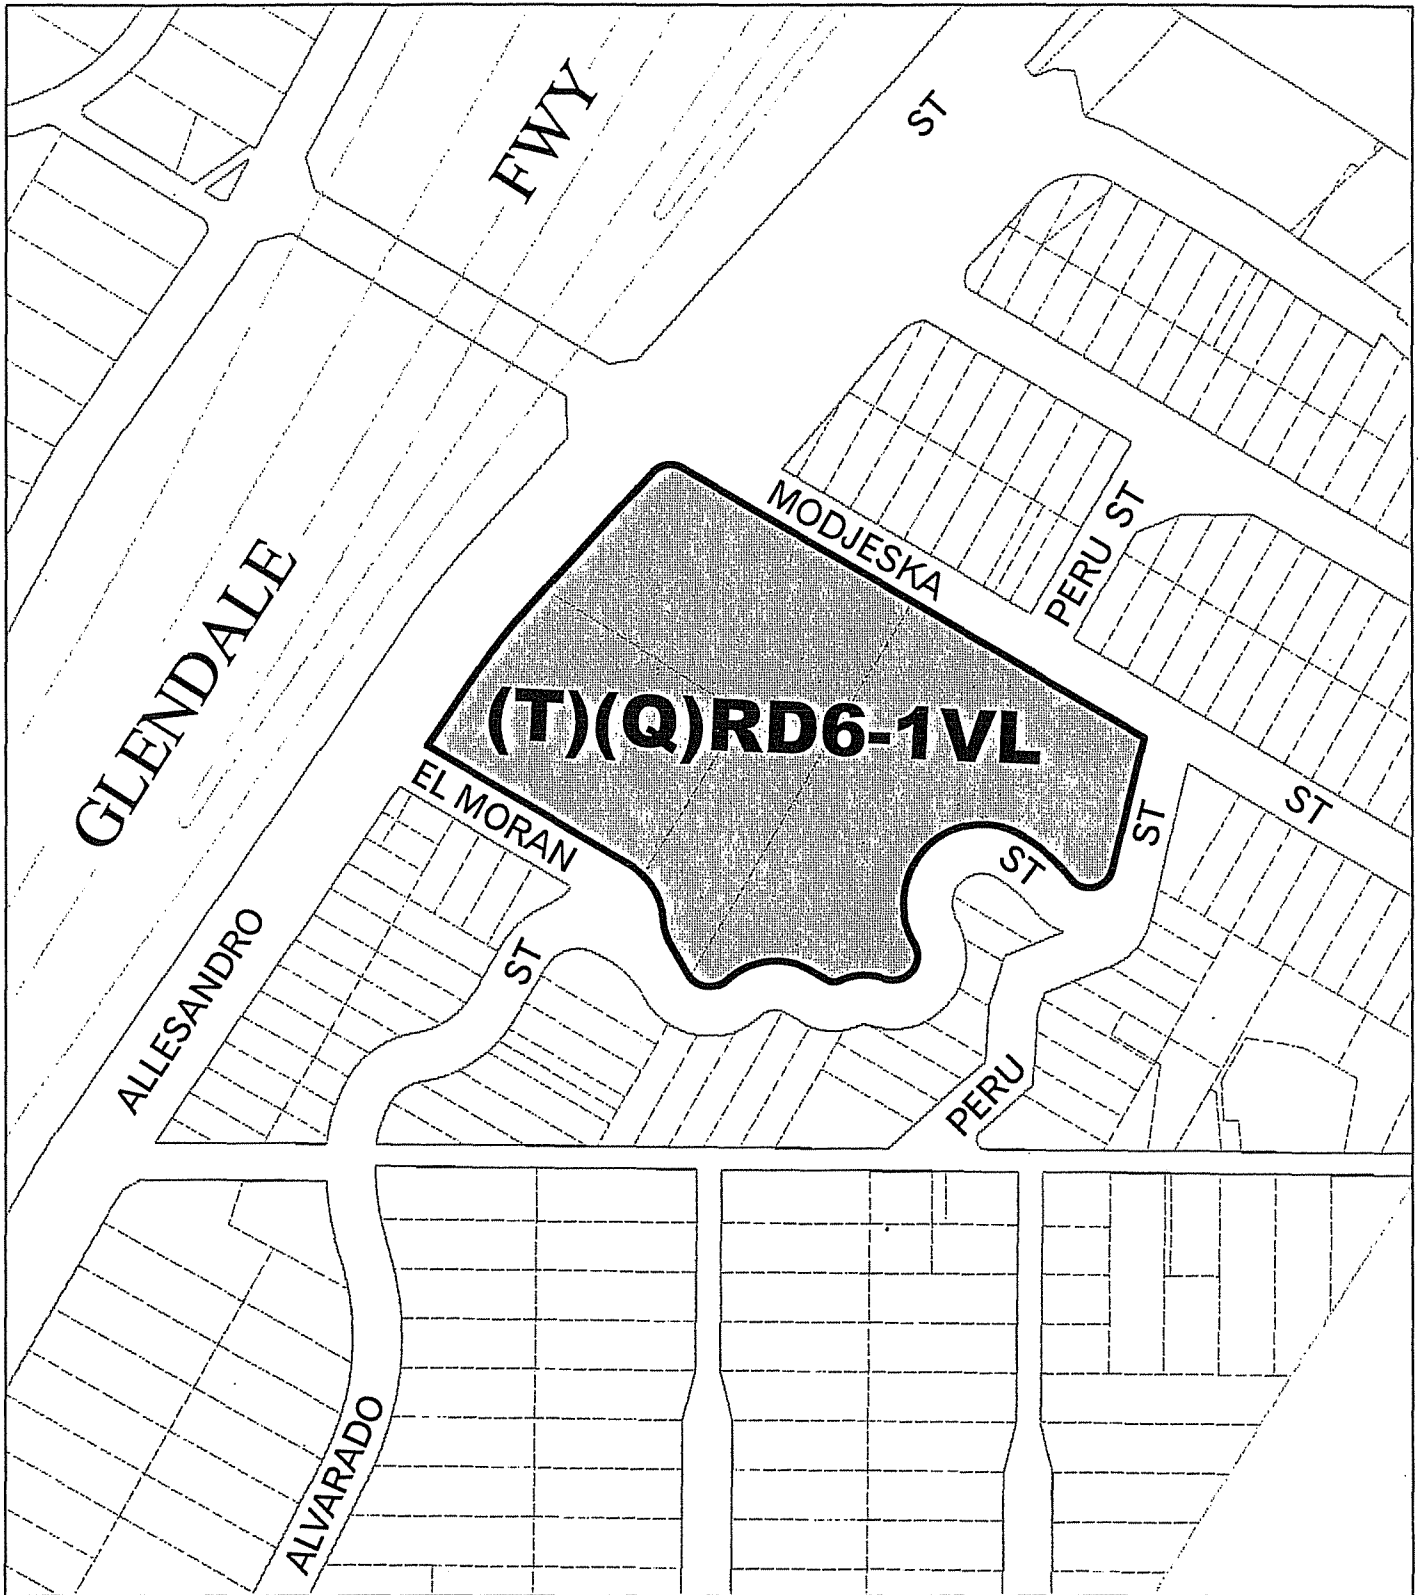 FWY
ST
GLENDALE
MODJESKA
PERU ST
(T)(Q)RD6-1VL
EL MORAN
ST
ST
ST
ST
ALLESANDRO
PERU
ALVARADO